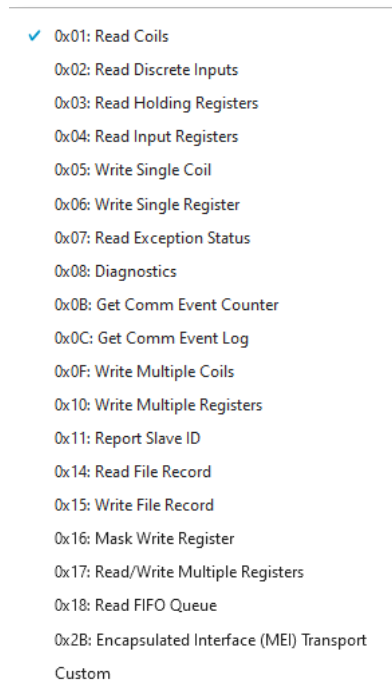 0x01: Read Coils
0x02: Read Discrete Inputs
0x03: Read Holding Registers
0x04: Read Input Registers
0x05: Write Single Coil
0x06: Write Single Register
0x07: Read Exception Status
0x08: Diagnostics
0x0B: Get Comm Event Counter
0x0C: Get Comm Event Log
0x0F: Write Multiple Coils
0x10: Write Multiple Registers
0x11: Report Slave ID
0x14: Read File Record
0x15: Write File Record
0x16: Mask Write Register
0x17: Read/Write Multiple Registers
0x18: Read FIFO Queue
0x2B: Encapsulated Interface (MEI) Transport
Custom